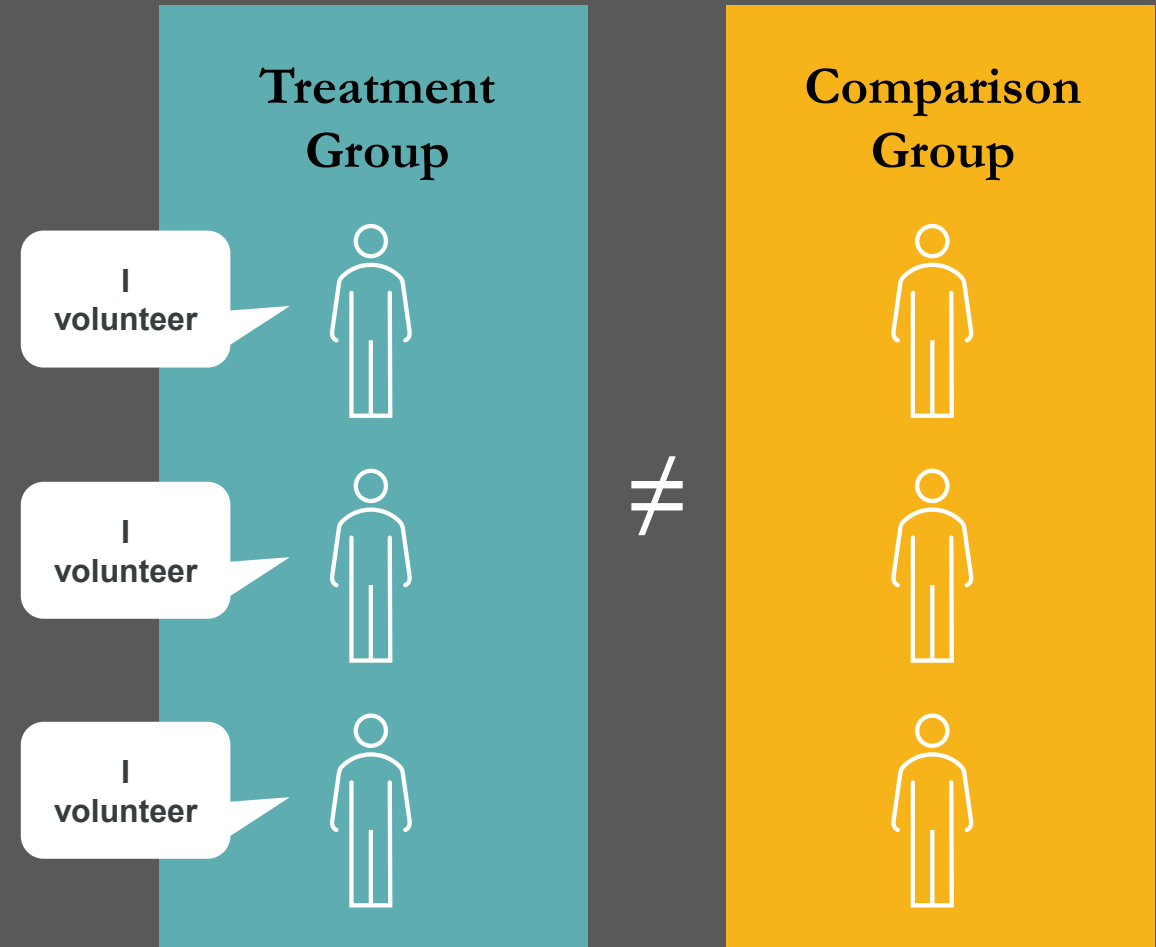 Treatment
Group
Comparison
Group
I
volunteer
≠
I
volunteer
I
volunteer